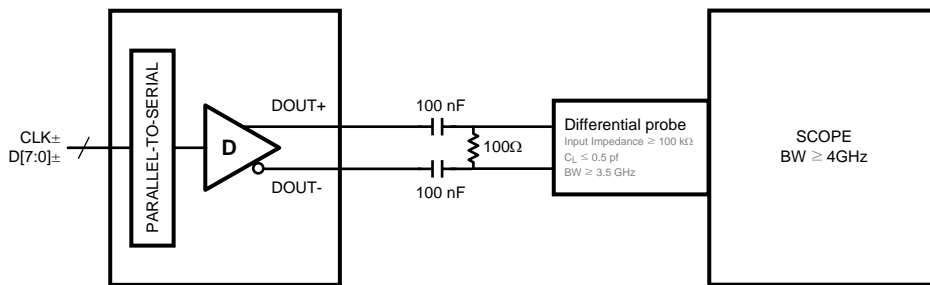 CLK±
D[7:0]±
PARALLEL-TO-SERIAL
D
DOUT+
DOUT-
100 nF
100Ω
100 nF
Differential probe
Input Impedance ≥ 100 kΩ
CL ≤ 0.5 pf
BW ≥ 3.5 GHz
SCOPE
BW ≥ 4GHz